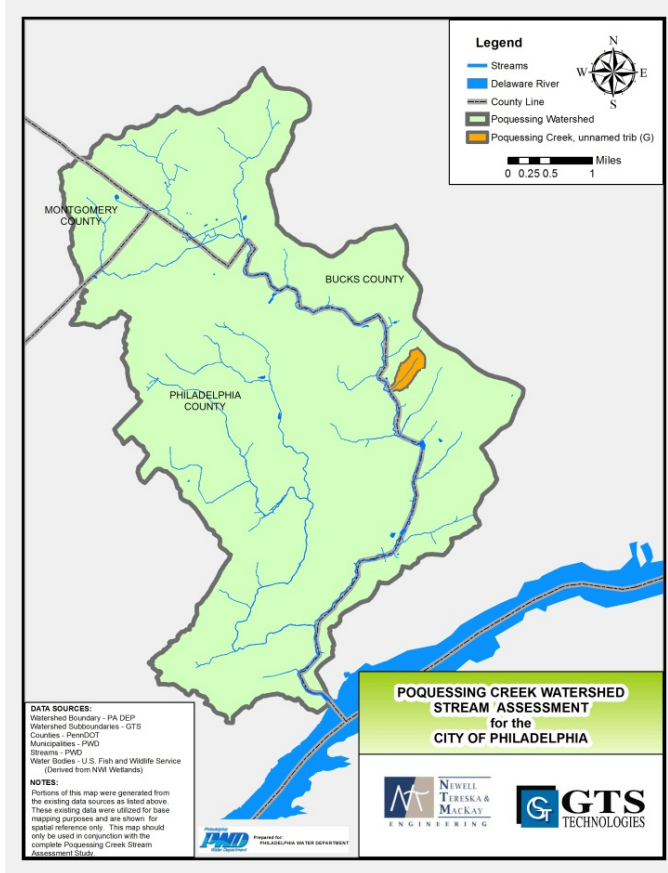 Legend
N
W E
S
Streams
Delaware River
County Line
Poquessing Watershed
Poquessing Creek, unnamed trib (G)
Miles
0 0.25 0.5 1
MONTGOMERY
COUNTY
BUCKS COUNTY
PHILADELPHIA
COUNTY
DATA SOURCES:
Watershed Boundary - PA DEP
Watershed Subboundaries - GTS
Counties - PennDOT
Municipalities - PWD
Streams - PWD
Water Bodies - U.S. Fish and Wildlife Service
(Derived from NWI Wetlands)
NOTES:
Portions of this map were generated from
the existing data sources as listed above.
These existing data were utilized for base
mapping purposes and are shown for
spatial reference only. This map should
only be used in conjunction with the
complete Poquessing Creek Stream
Assessment Study.
Philadelphia
PWD
Water Department
Prepared for:
PHILADELPHIA WATER DEPARTMENT
POQUESSING CREEK WATERSHED
STREAM ASSESSMENT
for the
CITY OF PHILADELPHIA
NEWELL
TERESKA &
MACKAY
ENGINEERING
GTS
TECHNOLOGIES